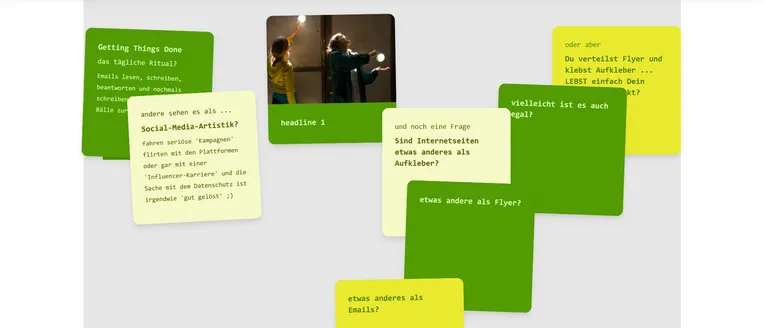 Getting Things Done
das tägliche Ritual?
Emails lesen, schreiben,
beantworten und nochmals
schreiben
Bälle zur
andere sehen es als ...
Social-Media-Artistik?
fahren seriöse 'Kampagnen'
flirten mit den Plattformen
oder gar mit einer
'Influencer-Karriere' und die
Sache mit dem Datenschutz ist
irgendwie 'gut gelöst' ;)
headline 1
und noch eine Frage
Sind Internetseiten
etwas anderes als
Aufkleber?
etwas andere als Flyer?
etwas anderes als
Emails?
vielleicht ist es auch
egal?
oder aber
Du verteilst Flyer und
klebst Aufkleber ...
LEBST einfach Dein
kt?